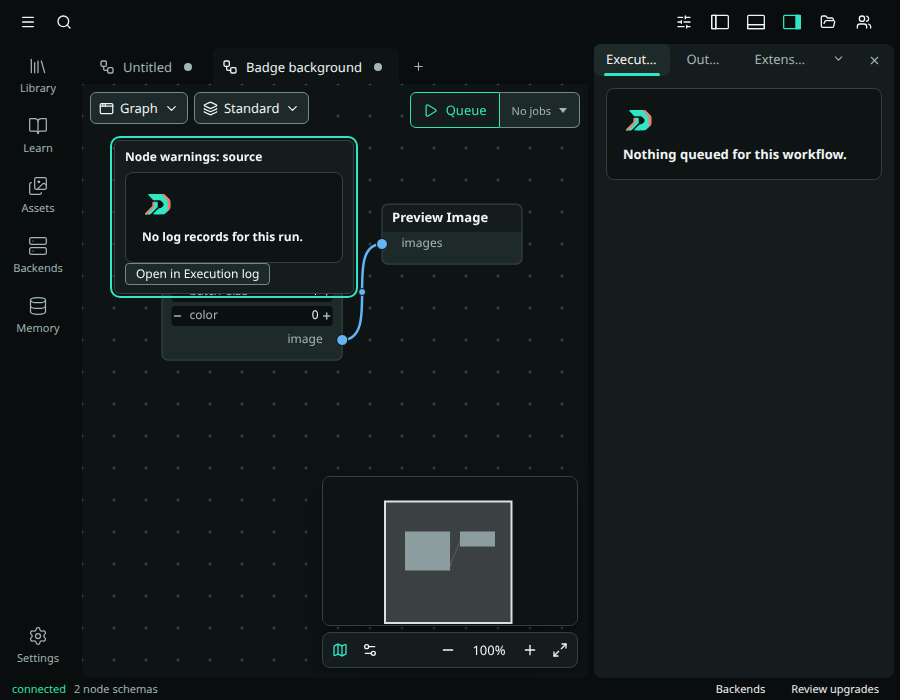 Library
Learn
Assets
Backends
Memory
Settings
Untitled
Badge background
Graph
Standard
Queue
No jobs
Node warnings: source
No log records for this run.
Open in Execution log
color
0
image
Preview Image
images
100%
Execut...
Out...
Extens...
Nothing queued for this workflow.
connected
2 node schemas
Backends
Review upgrades